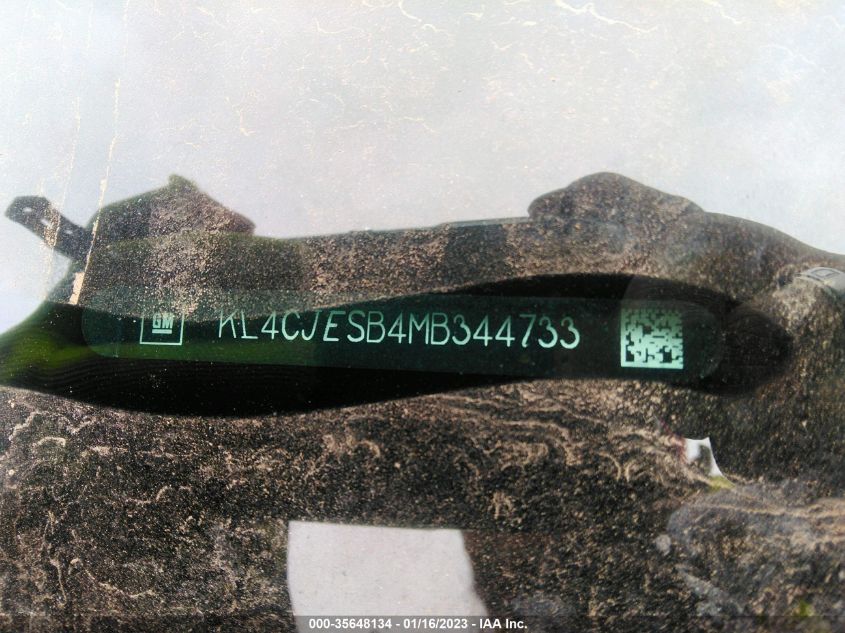 GM KL4CJESB4MB344733
000-35648134 - 01/16/2023 - IAA Inc.